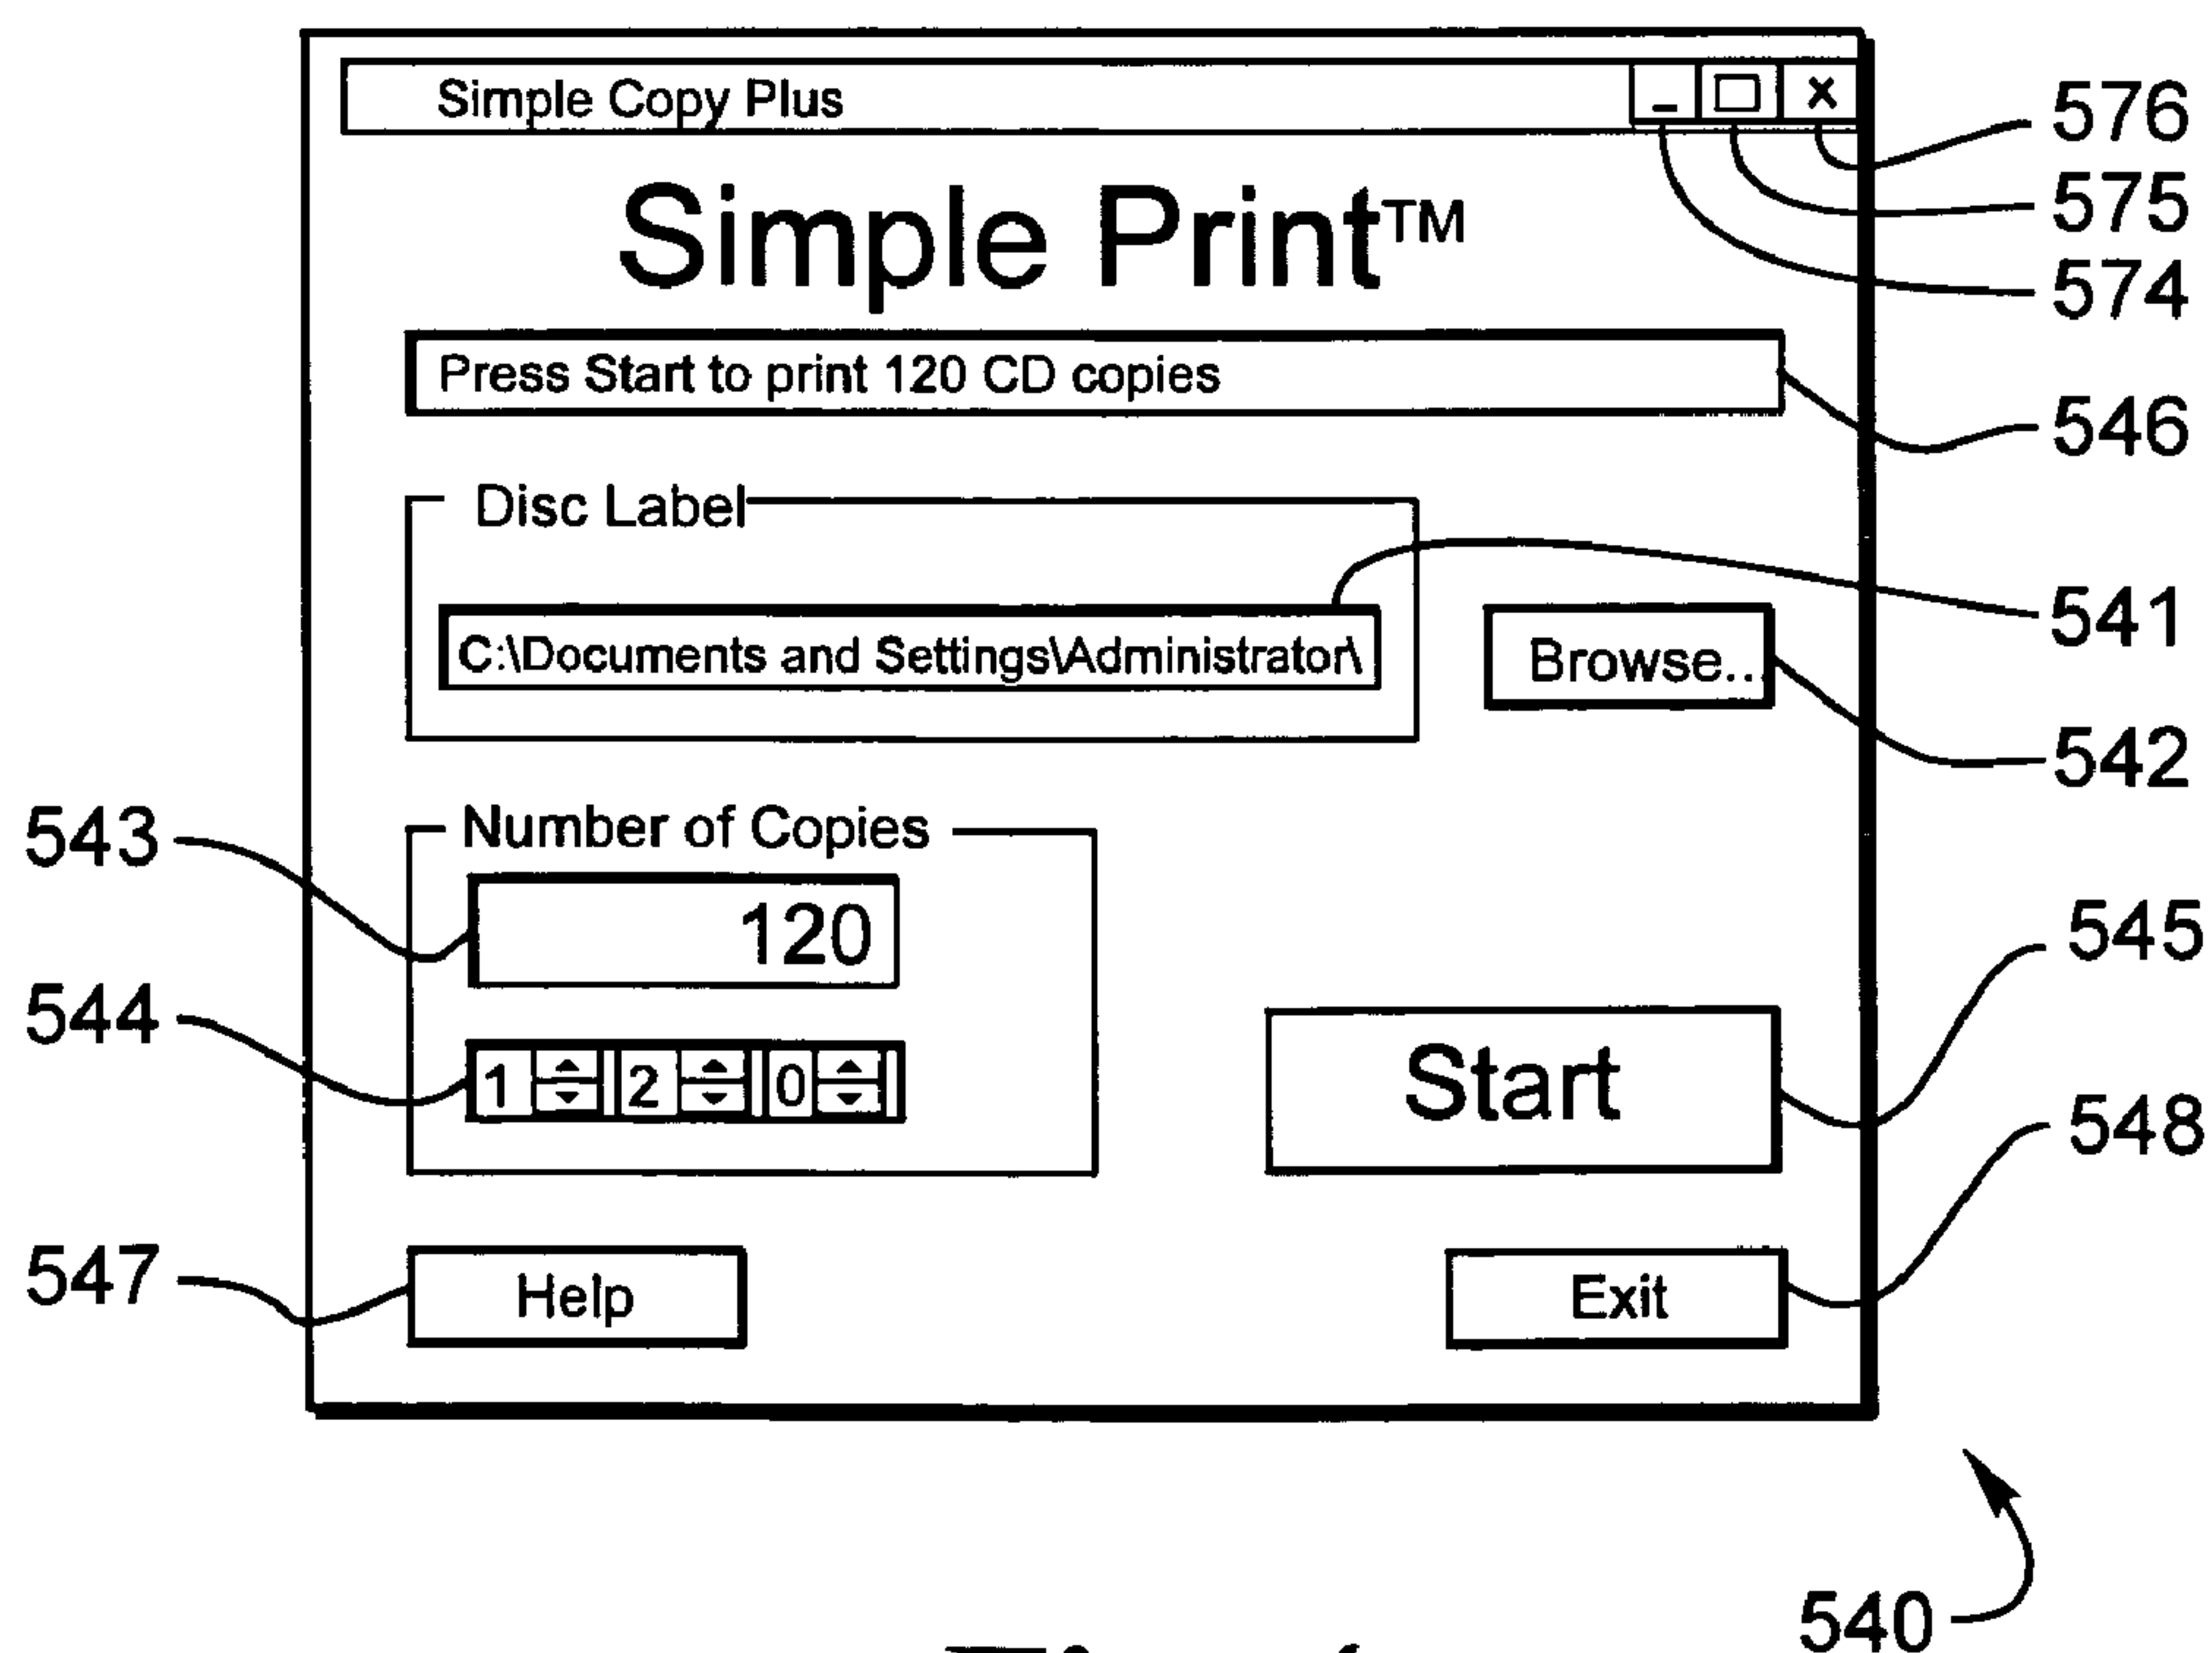 Simple Copy Plus
576
575
574
Simple Print™
Press Start to print 120 CD copies
546
Disc Label
541
C:\Documents and Settings\Administrator\
Browse..
542
Number of Copies
543
120
544
1 2 0
Start
545
548
547
Help
Exit
540